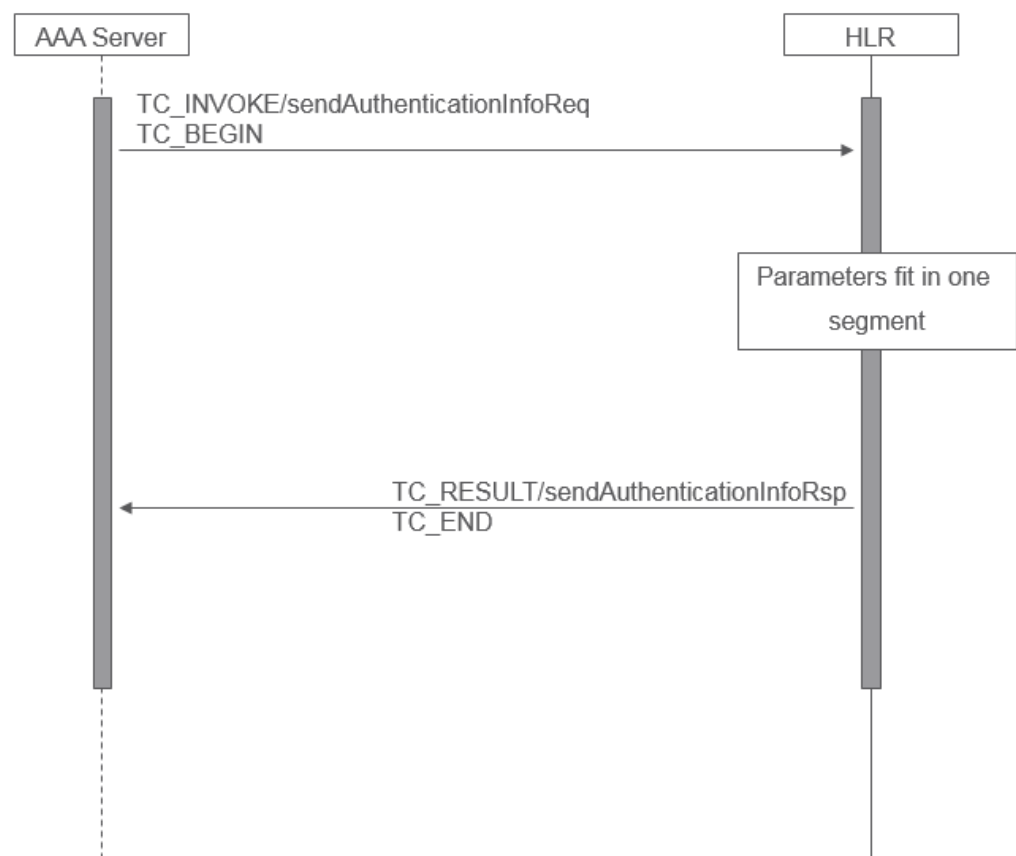 AAA Server
HLR
TC_INVOKE/sendAuthenticationInfoReq
TC_BEGIN
Parameters fit in one
segment
TC_RESULT/sendAuthenticationInfoRsp
TC_END